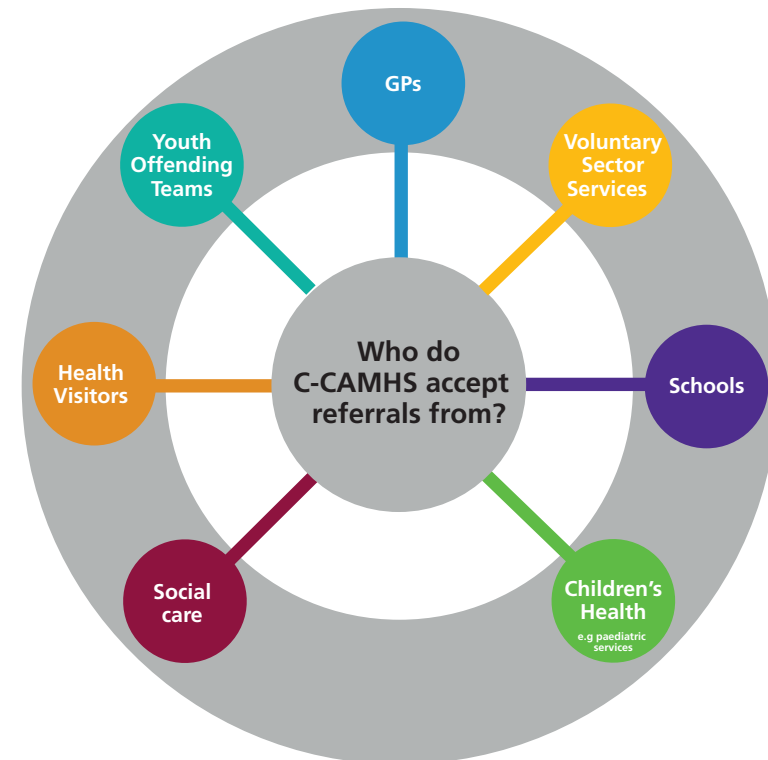 GPs
Voluntary
Sector
Services
Schools
Children's
Health
e.g paediatric
services
Social
care
Health
Visitors
Youth
Offending
Teams
Who do
C-CAMHS accept
referrals from?